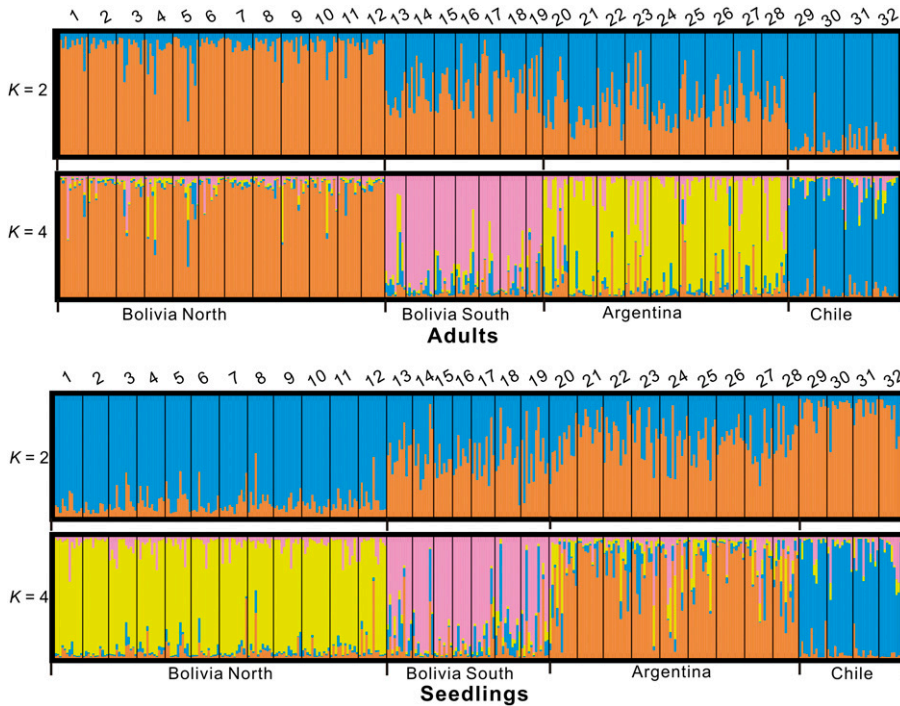 1 2 3 4 5 6 7 8 9 10 11 12 13 14 15 16 17 18 19 20 21 22 23 24 25 26 27 28 29 30 31 32
K = 2
K = 4
Bolivia North Bolivia South Argentina Chile
Adults
1 2 3 4 5 6 7 8 9 10 11 12 13 14 15 16 17 18 19 20 21 22 23 24 25 26 27 28 29 30 31 32
K = 2
K = 4
Bolivia North Bolivia South Argentina Chile
Seedlings